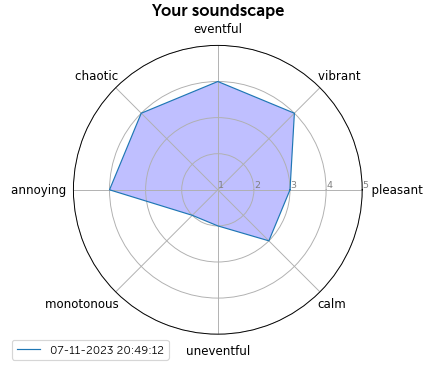 Your soundscape
eventful
chaotic
vibrant
annoying
1
2
3
4
5
pleasant
monotonous
calm
uneventful
07-11-2023 20:49:12